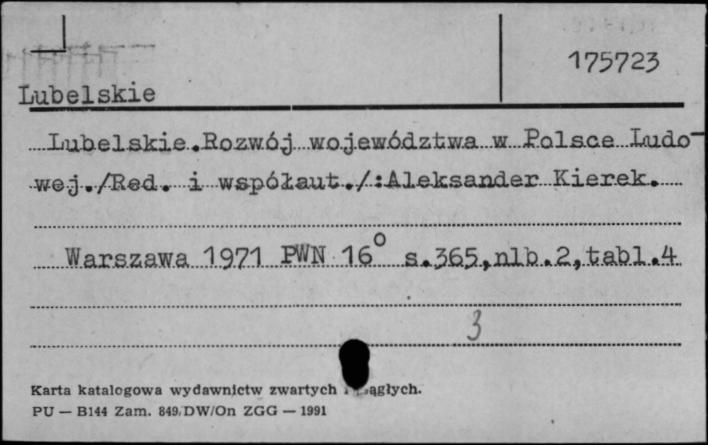 175723
Lubelskie
Lubelskie.Rozwój województwa w Polsce Ludo-
wej./Red. i współaut./:Aleksander Kierek.
Warszawa 1971 PWN 16° s.365,nlb.2,tabl.4
3
Karta katalogowa wydawnictw zwartych
PU — B144 Zam. 849/DW/On ZGG — 1991